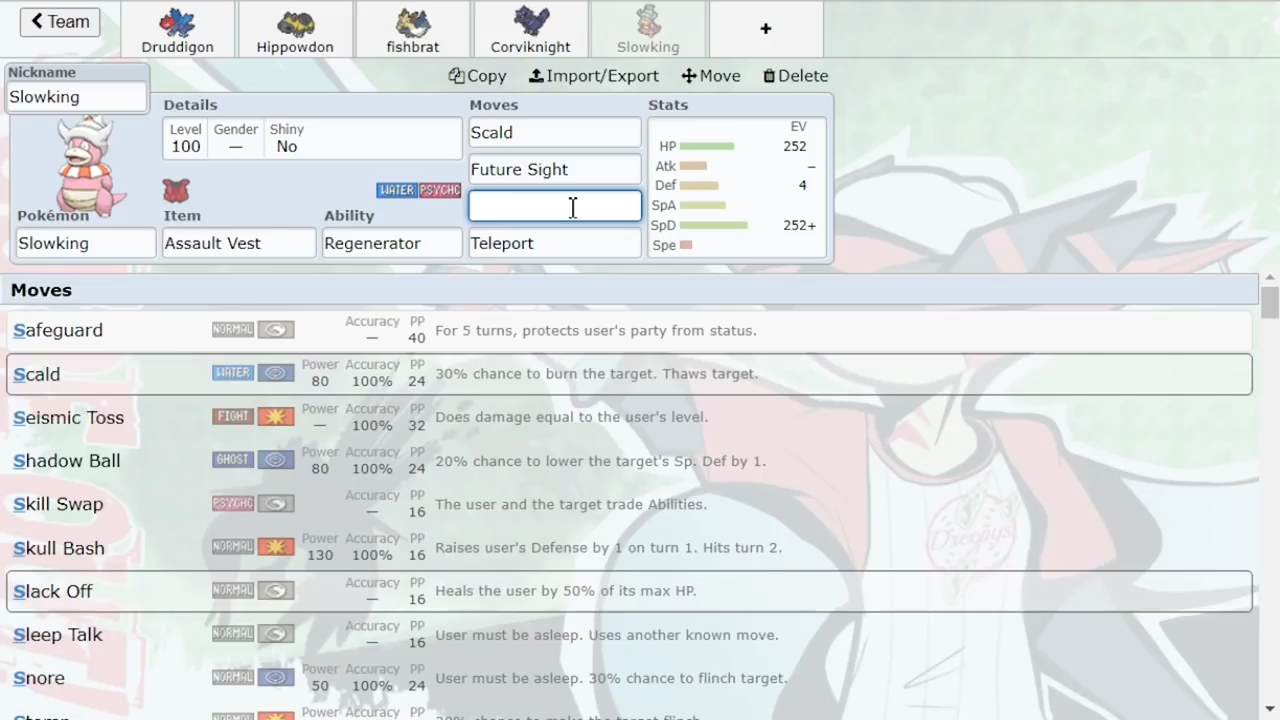 Team
Druddigon
Hippowdon
fishbrat
Corviknight
Slowking
+
Nickname
Slowking
Copy
Import/Export
Move
Delete
Details
Level
100
Gender
—
Shiny
No
WATER PSYCHC
Pokémon
Slowking
Item
Assault Vest
Ability
Regenerator
Moves
Scald
Future Sight
Teleport
Stats
EV
HP 252
Atk –
Def 4
SpA
SpD 252+
Spe
Moves
Safeguard NORMAL Accuracy — PP 40 For 5 turns, protects user's party from status.
Scald WATER Power 80 Accuracy 100% PP 24 30% chance to burn the target. Thaws target.
Seismic Toss FIGHT Power — Accuracy 100% PP 32 Does damage equal to the user's level.
Shadow Ball GHOST Power 80 Accuracy 100% PP 24 20% chance to lower the target's Sp. Def by 1.
Skill Swap PSYCHC Accuracy — PP 16 The user and the target trade Abilities.
Skull Bash NORMAL Power 130 Accuracy 100% PP 16 Raises user's Defense by 1 on turn 1. Hits turn 2.
Slack Off NORMAL Accuracy — PP 16 Heals the user by 50% of its max HP.
Sleep Talk NORMAL Accuracy — PP 16 User must be asleep. Uses another known move.
Snore NORMAL Power 50 Accuracy 100% PP 24 User must be asleep. 30% chance to flinch target.
Power Accuracy PP